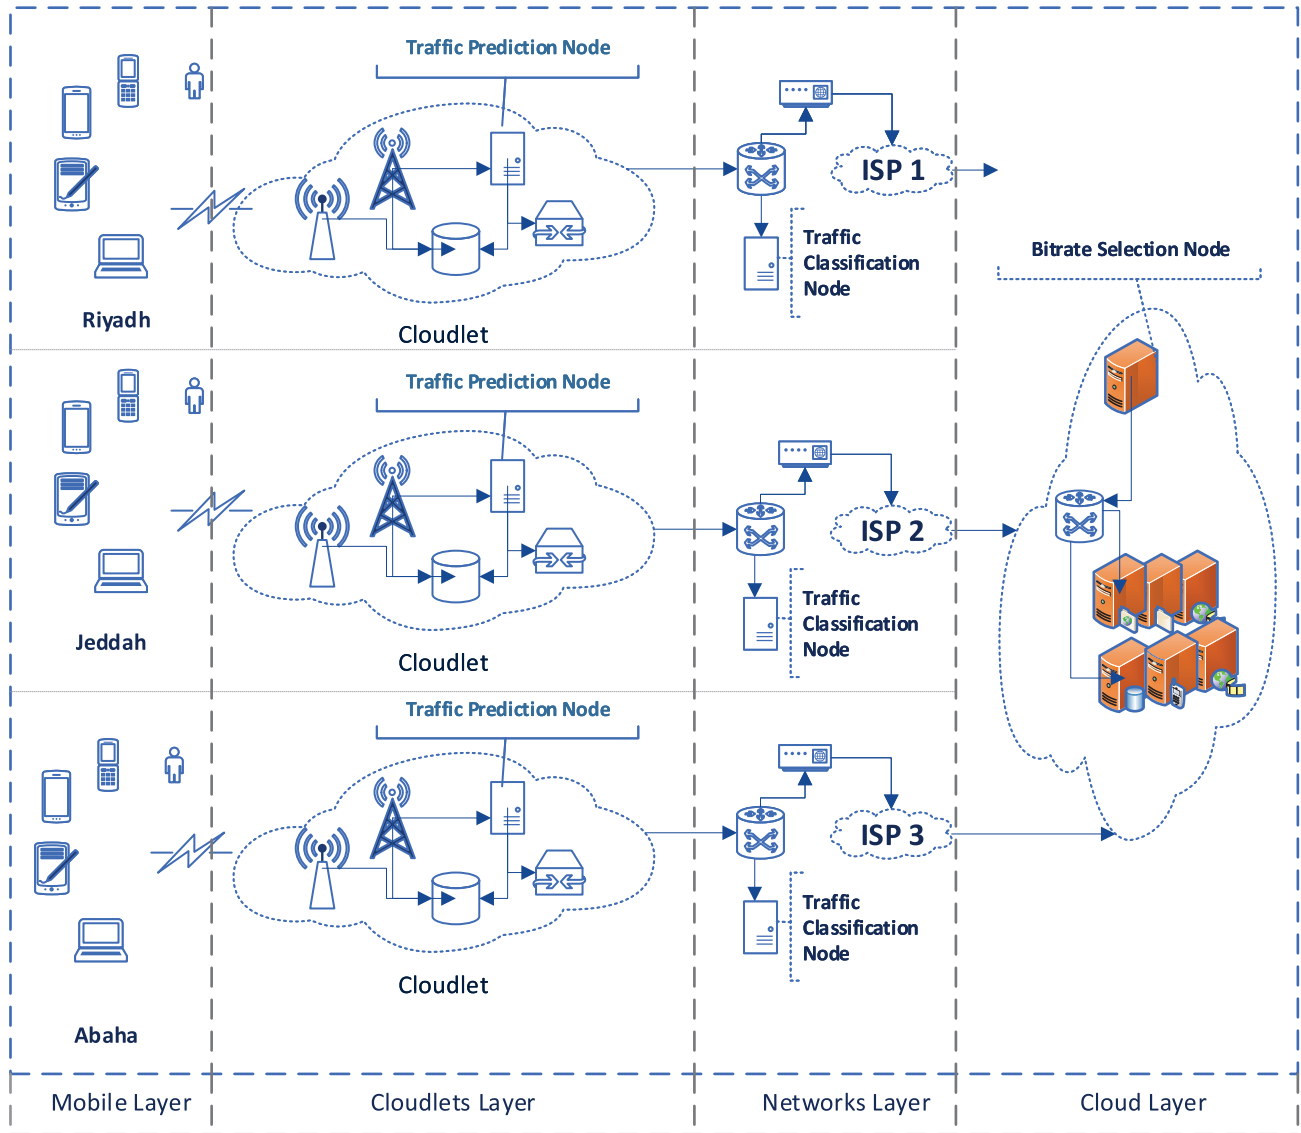 Traffic Prediction Node
ISP 1
Traffic
Classification
Node
Riyadh
Cloudlet
Bitrate Selection Node
Traffic Prediction Node
ISP 2
Traffic
Classification
Node
Jeddah
Cloudlet
Traffic Prediction Node
ISP 3
Traffic
Classification
Node
Cloudlet
Abaha
Mobile Layer
Cloudlets Layer
Networks Layer
Cloud Layer